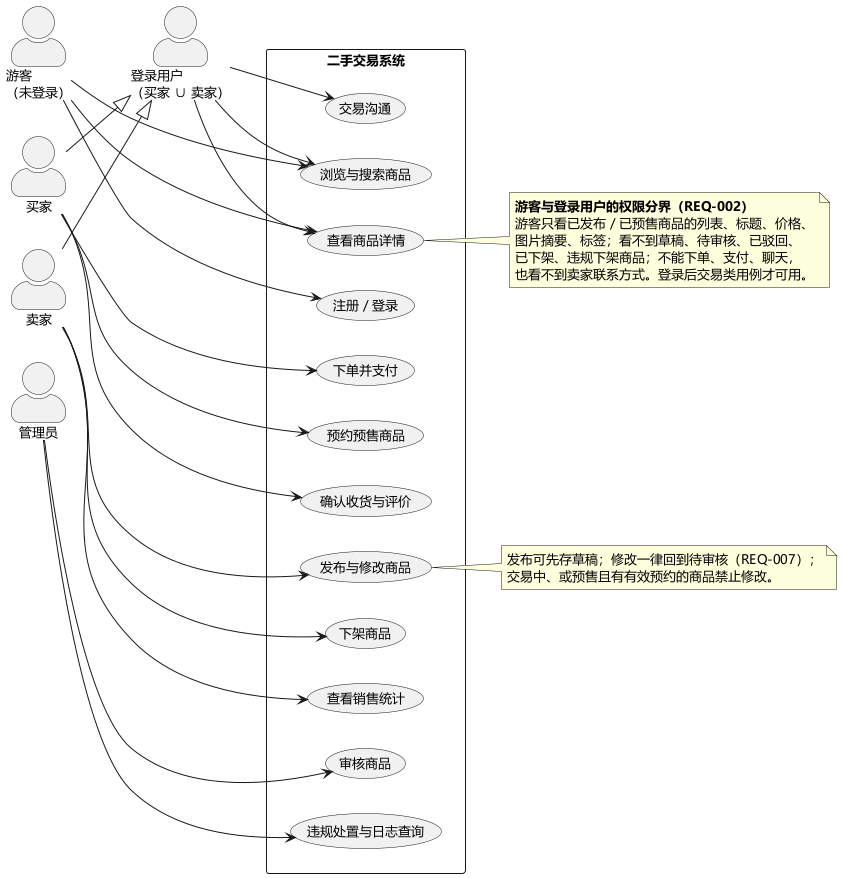 游客
（未登录）
登录用户
（买家 ∪ 卖家）
买家
卖家
管理员
二手交易系统
交易沟通
浏览与搜索商品
查看商品详情
注册 / 登录
下单并支付
预约预售商品
确认收货与评价
发布与修改商品
下架商品
查看销售统计
审核商品
违规处置与日志查询
游客与登录用户的权限分界（REQ-002）
游客只看已发布 / 已预售商品的列表、标题、价格、
图片摘要、标签；看不到草稿、待审核、已驳回、
已下架、违规下架商品；不能下单、支付、聊天，
也看不到卖家联系方式。登录后交易类用例才可用。
发布可先存草稿；修改一律回到待审核（REQ-007）；
交易中、或预售且有有效预约的商品禁止修改。